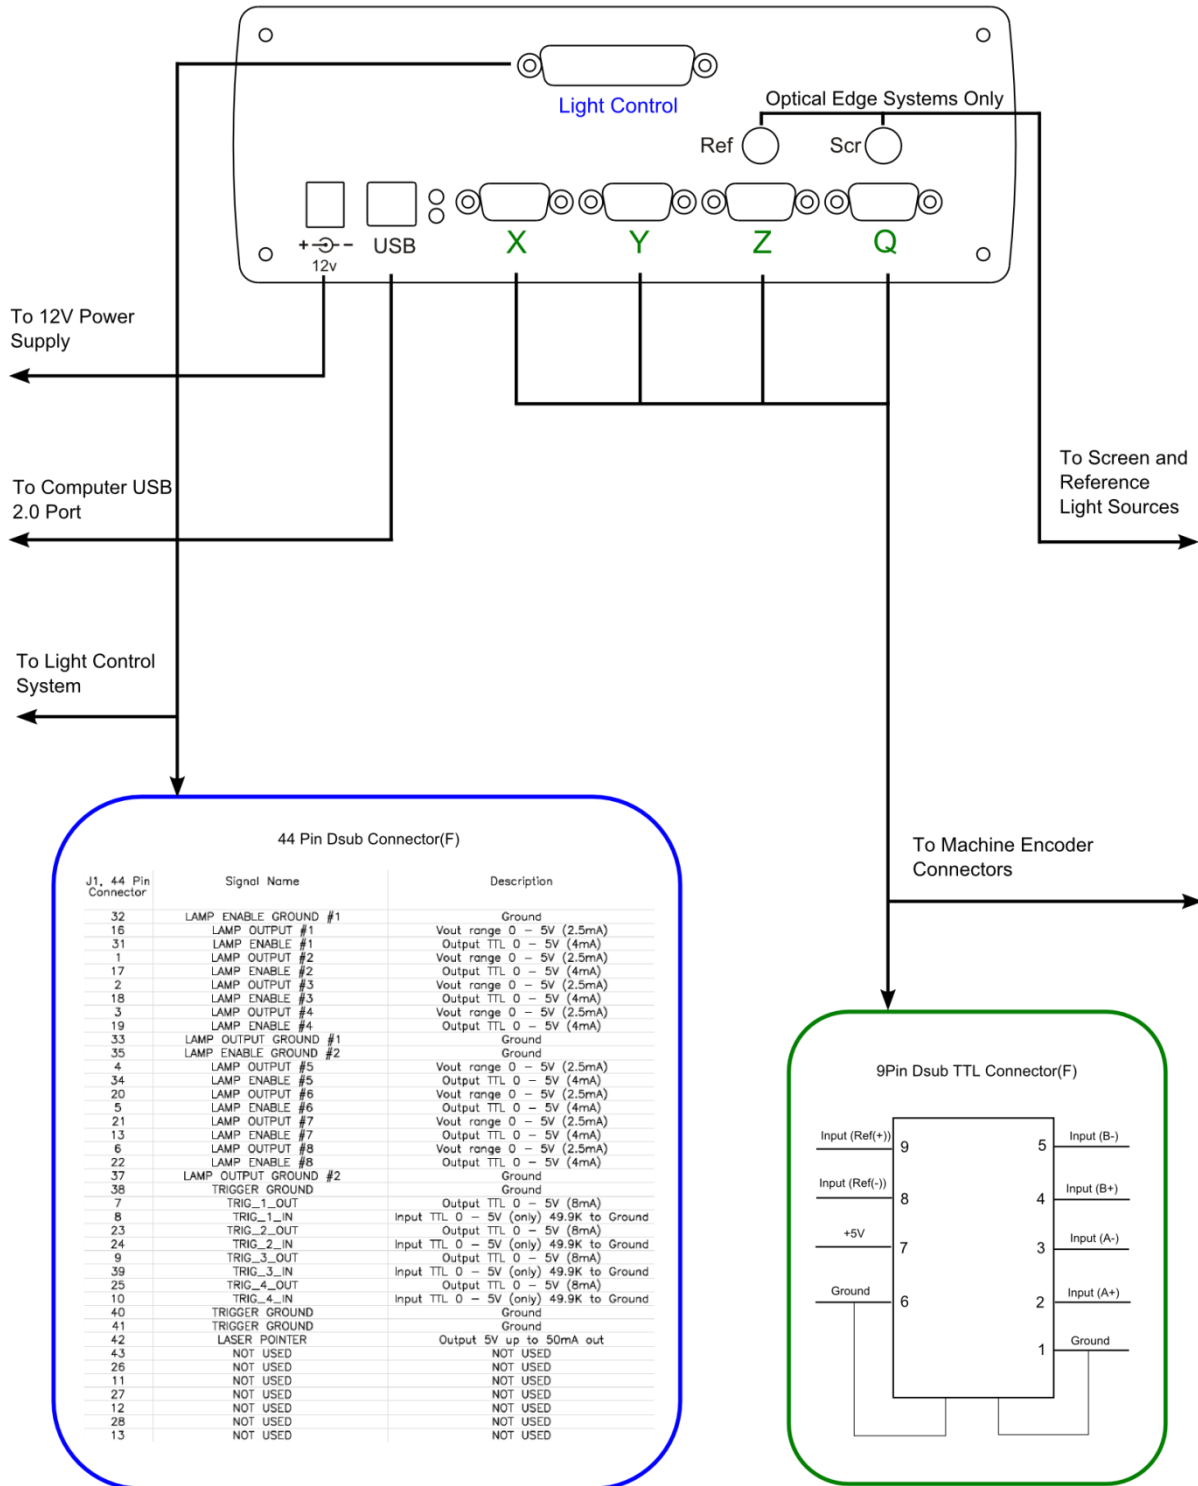 Light Control
Optical Edge Systems Only
Ref
Scr
+ -
12v
USB
X
Y
Z
Q
To 12V Power
Supply
To Computer USB
2.0 Port
To Screen and
Reference
Light Sources
To Light Control
System
To Machine Encoder
Connectors
44 Pin Dsub Connector(F)
J1, 44 Pin
Connector
Signal Name
Description
32 LAMP ENABLE GROUND #1 Ground
16 LAMP OUTPUT #1 Vout range 0 – 5V (2.5mA)
31 LAMP ENABLE #1 Output TTL 0 – 5V (4mA)
1 LAMP OUTPUT #2 Vout range 0 – 5V (2.5mA)
17 LAMP ENABLE #2 Output TTL 0 – 5V (4mA)
2 LAMP OUTPUT #3 Vout range 0 – 5V (2.5mA)
18 LAMP ENABLE #3 Output TTL 0 – 5V (4mA)
3 LAMP OUTPUT #4 Vout range 0 – 5V (2.5mA)
19 LAMP ENABLE #4 Output TTL 0 – 5V (4mA)
33 LAMP OUTPUT GROUND #1 Ground
35 LAMP ENABLE GROUND #2 Ground
4 LAMP OUTPUT #5 Vout range 0 – 5V (2.5mA)
34 LAMP ENABLE #5 Output TTL 0 – 5V (4mA)
20 LAMP OUTPUT #6 Vout range 0 – 5V (2.5mA)
5 LAMP ENABLE #6 Output TTL 0 – 5V (4mA)
21 LAMP OUTPUT #7 Vout range 0 – 5V (2.5mA)
13 LAMP ENABLE #7 Output TTL 0 – 5V (4mA)
6 LAMP OUTPUT #8 Vout range 0 – 5V (2.5mA)
22 LAMP ENABLE #8 Output TTL 0 – 5V (4mA)
37 LAMP OUTPUT GROUND #2 Ground
38 TRIGGER GROUND Ground
7 TRIG_1_OUT Output TTL 0 – 5V (8mA)
8 TRIG_1_IN Input TTL 0 – 5V (only) 49.9K to Ground
23 TRIG_2_OUT Output TTL 0 – 5V (8mA)
24 TRIG_2_IN Input TTL 0 – 5V (only) 49.9K to Ground
9 TRIG_3_OUT Output TTL 0 – 5V (8mA)
39 TRIG_3_IN Input TTL 0 – 5V (only) 49.9K to Ground
25 TRIG_4_OUT Output TTL 0 – 5V (8mA)
10 TRIG_4_IN Input TTL 0 – 5V (only) 49.9K to Ground
40 TRIGGER GROUND Ground
41 TRIGGER GROUND Ground
42 LASER POINTER Output 5V up to 50mA out
43 NOT USED NOT USED
26 NOT USED NOT USED
11 NOT USED NOT USED
27 NOT USED NOT USED
12 NOT USED NOT USED
28 NOT USED NOT USED
13 NOT USED NOT USED
9Pin Dsub TTL Connector(F)
Input (Ref(+)) 9 5 Input (B-)
Input (Ref(-)) 8 4 Input (B+)
+5V 7 3 Input (A-)
Ground 6 2 Input (A+)
1 Ground